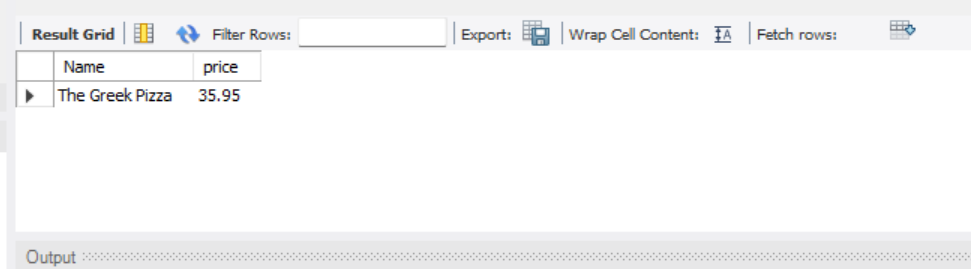 Result Grid Filter Rows: Export: Wrap Cell Content: Fetch rows:
Name price
The Greek Pizza 35.95
Output